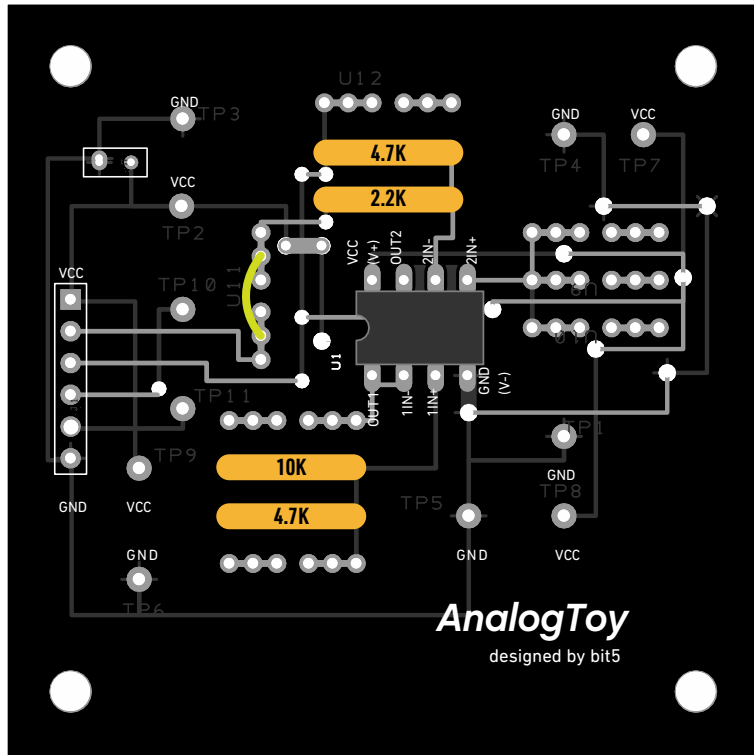 U12
GND
TP3
4.7K
GND
VCC
TP4
TP7
VCC
TP2
2.2K
VCC
(V+)
OUT2
2IN-
2IN+
VCC
TP10
U11
U9
U10
U1
OUT1
1IN-
1IN+
GND
(V-)
TP11
TP1
TP9
10K
GND
TP5
TP8
GND
VCC
4.7K
GND
VCC
GND
TP6
AnalogToy
designed by bit5